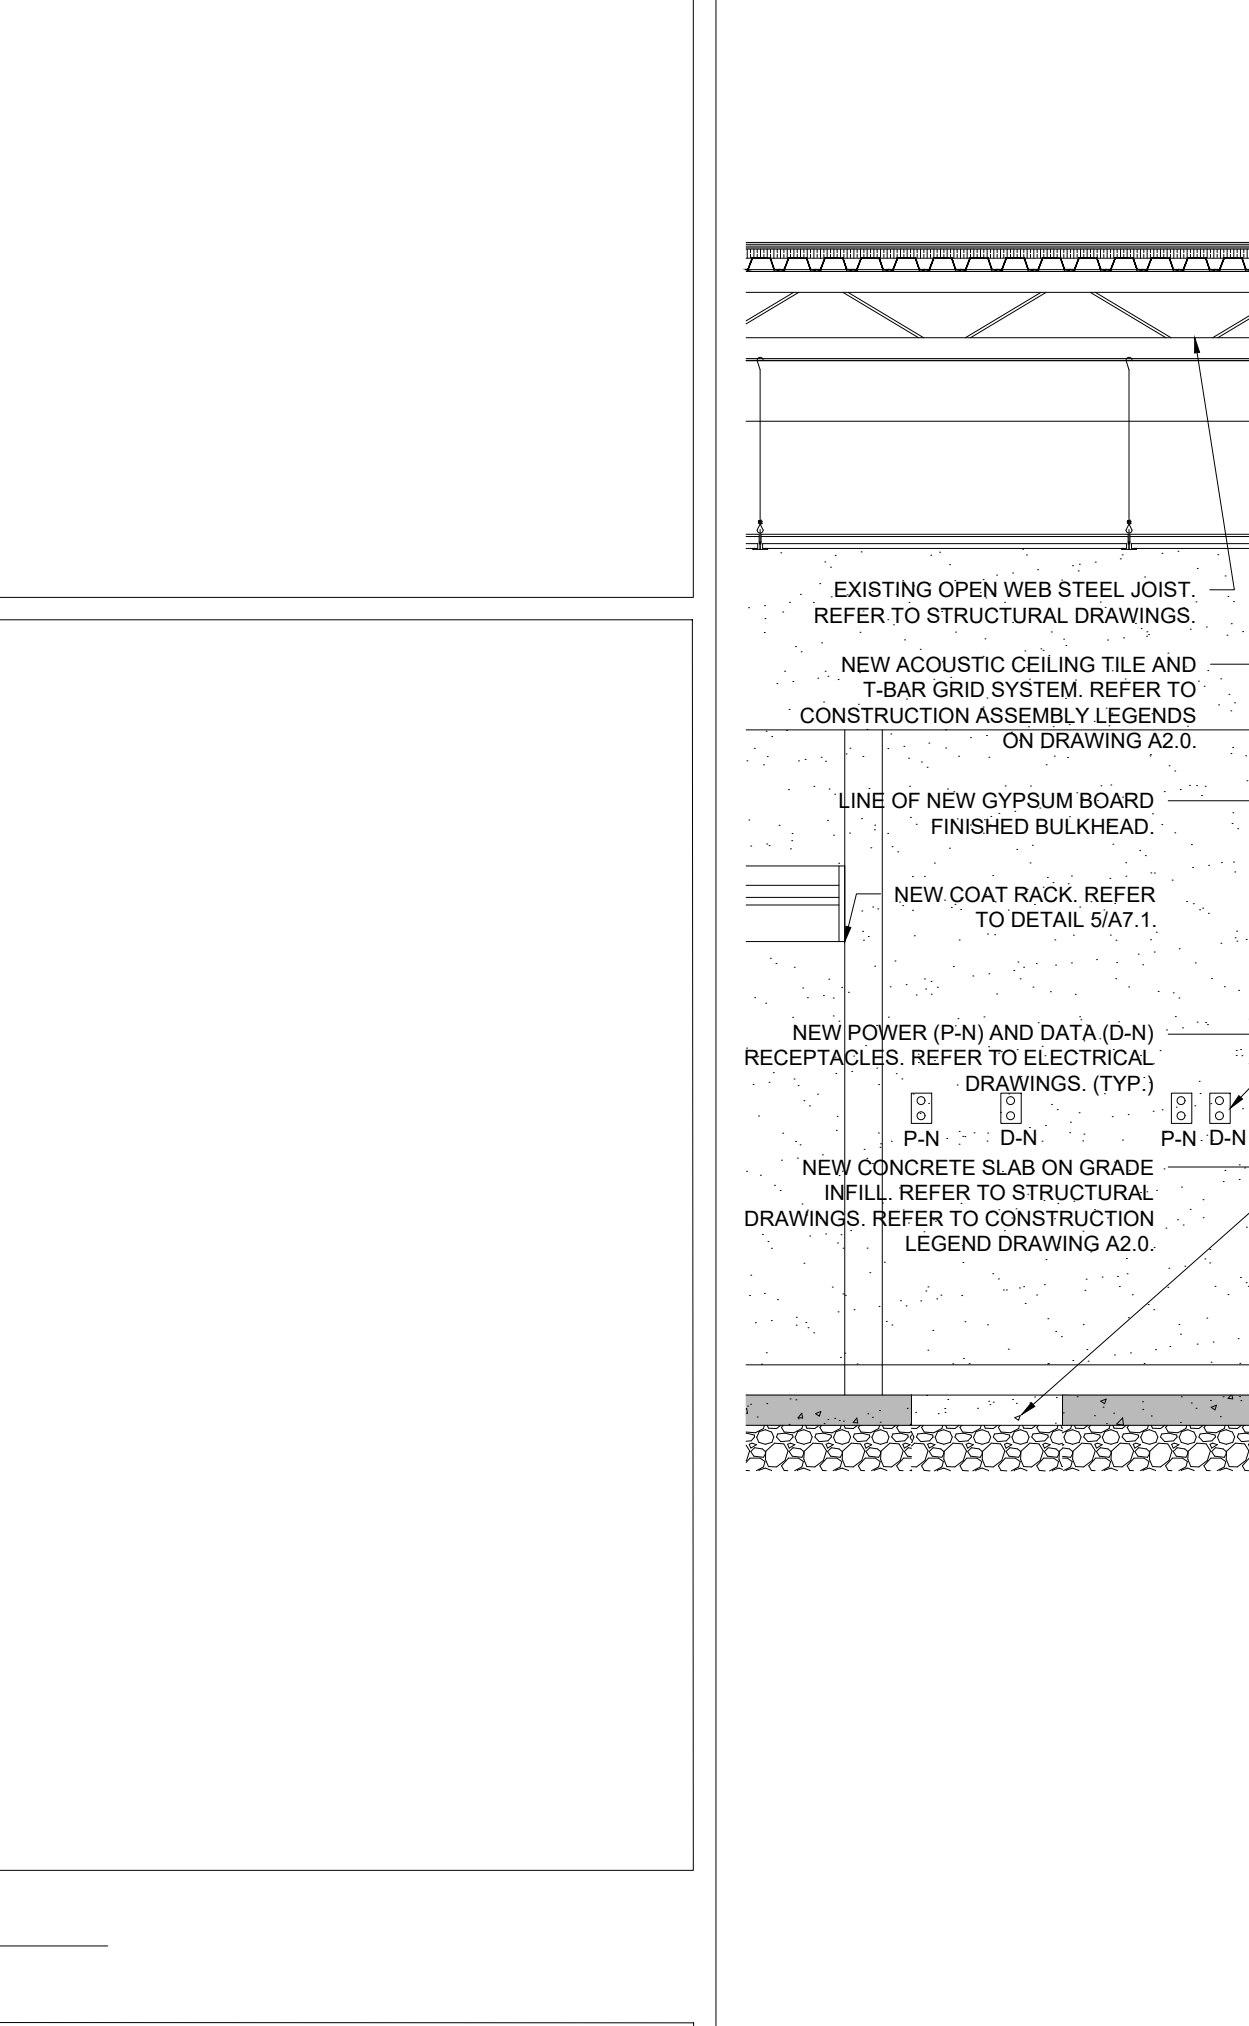 EXISTING OPEN WEB STEEL JOIST.
REFER TO STRUCTURAL DRAWINGS.
NEW ACOUSTIC CEILING TILE AND
T-BAR GRID SYSTEM. REFER TO
CONSTRUCTION ASSEMBLY LEGENDS
ON DRAWING A2.0.
LINE OF NEW GYPSUM BOARD
FINISHED BULKHEAD.
NEW COAT RACK. REFER
TO DETAIL 5/A7.1.
NEW POWER (P-N) AND DATA (D-N)
RECEPTACLES. REFER TO ELECTRICAL
DRAWINGS. (TYP.)
P-N D-N P-N D-N
NEW CONCRETE SLAB ON GRADE
INFILL. REFER TO STRUCTURAL
DRAWINGS. REFER TO CONSTRUCTION
LEGEND DRAWING A2.0.